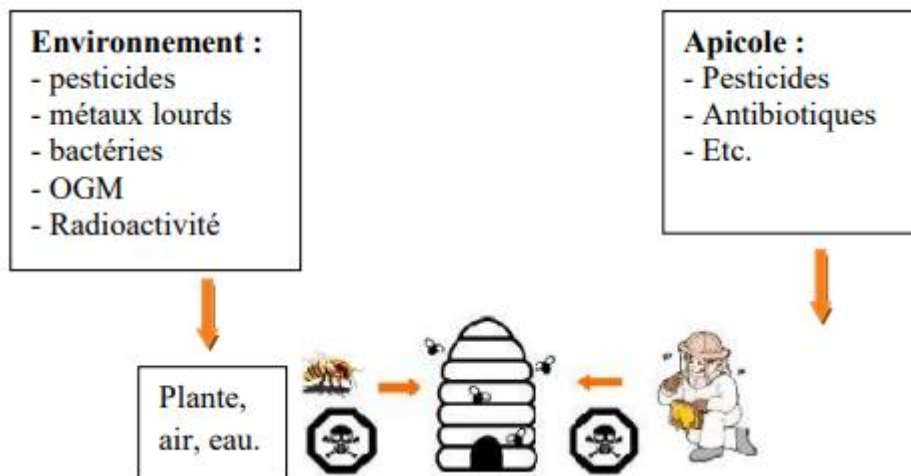 Environnement :
- pesticides
- métaux lourds
- bactéries
- OGM
- Radioactivité
Apicole :
- Pesticides
- Antibiotiques
- Etc.
Plante,
air, eau.